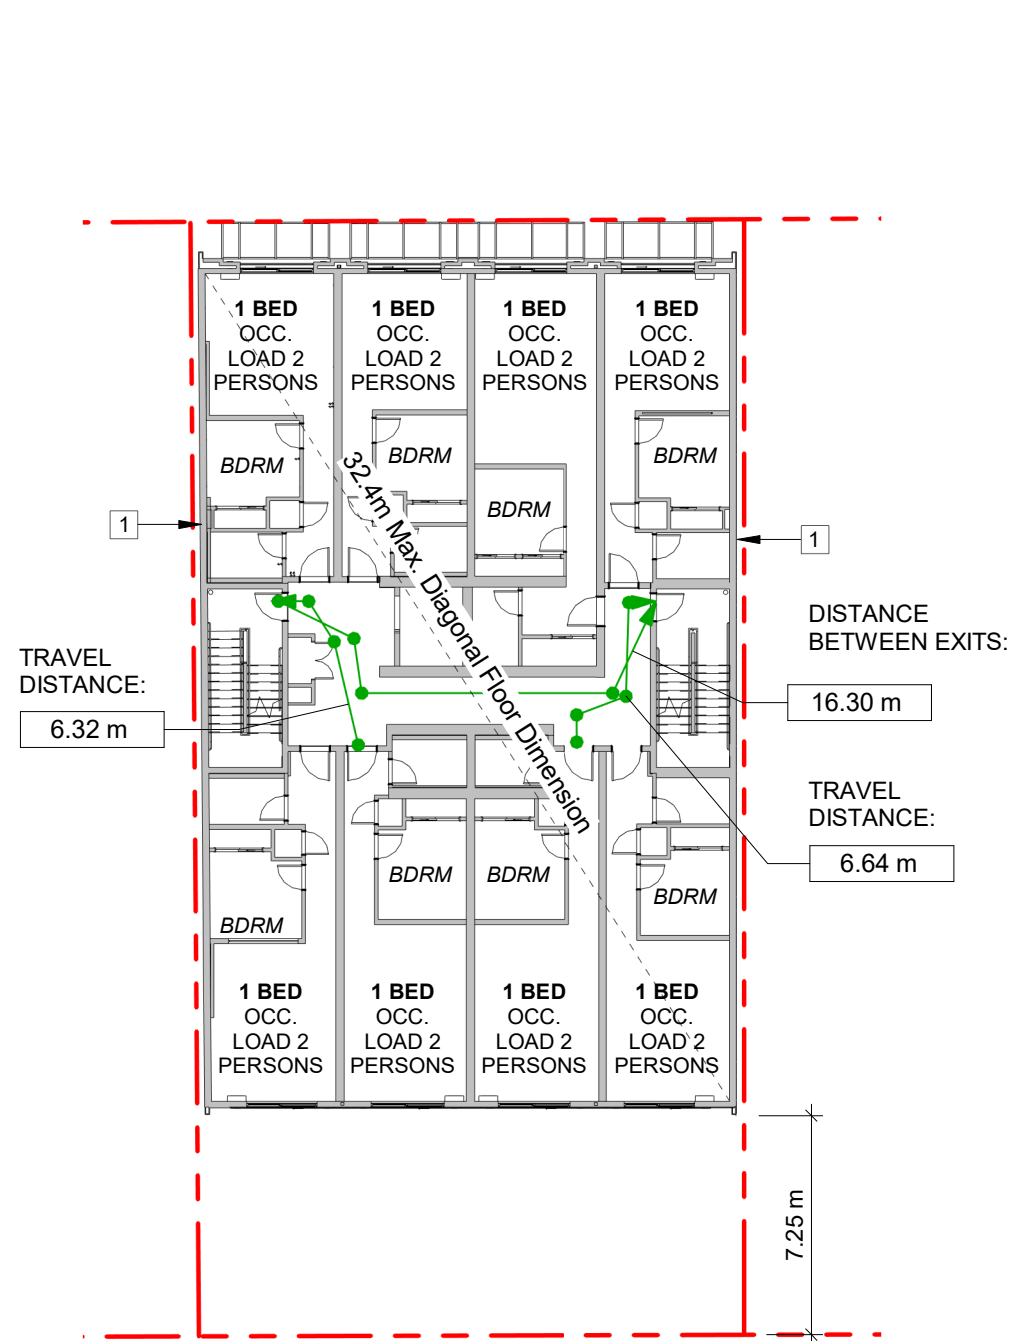 1 BED
OCC.
LOAD 2
PERSONS
1 BED
OCC.
LOAD 2
PERSONS
1 BED
OCC.
LOAD 2
PERSONS
1 BED
OCC.
LOAD 2
PERSONS
BDRM
BDRM
BDRM
BDRM
32.4m Max. Diagonal Floor Dimension
1
1
DISTANCE
BETWEEN EXITS:
16.30 m
TRAVEL
DISTANCE:
6.32 m
TRAVEL
DISTANCE:
6.64 m
BDRM
BDRM
BDRM
BDRM
1 BED
OCC.
LOAD 2
PERSONS
1 BED
OCC.
LOAD 2
PERSONS
1 BED
OCC.
LOAD 2
PERSONS
1 BED
OCC.
LOAD 2
PERSONS
7.25 m